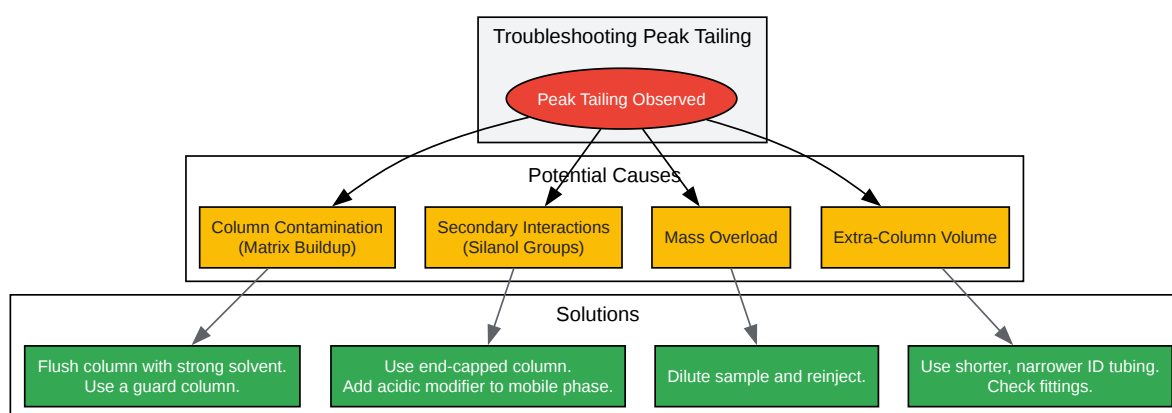 Troubleshooting Peak Tailing
Peak Tailing Observed
Potential Causes
Column Contamination
(Matrix Buildup)
Secondary Interactions
(Silanol Groups)
Mass Overload
Extra-Column Volume
Solutions
Flush column with strong solvent.
Use a guard column.
Use end-capped column.
Add acidic modifier to mobile phase.
Dilute sample and reinject.
Use shorter, narrower ID tubing.
Check fittings.